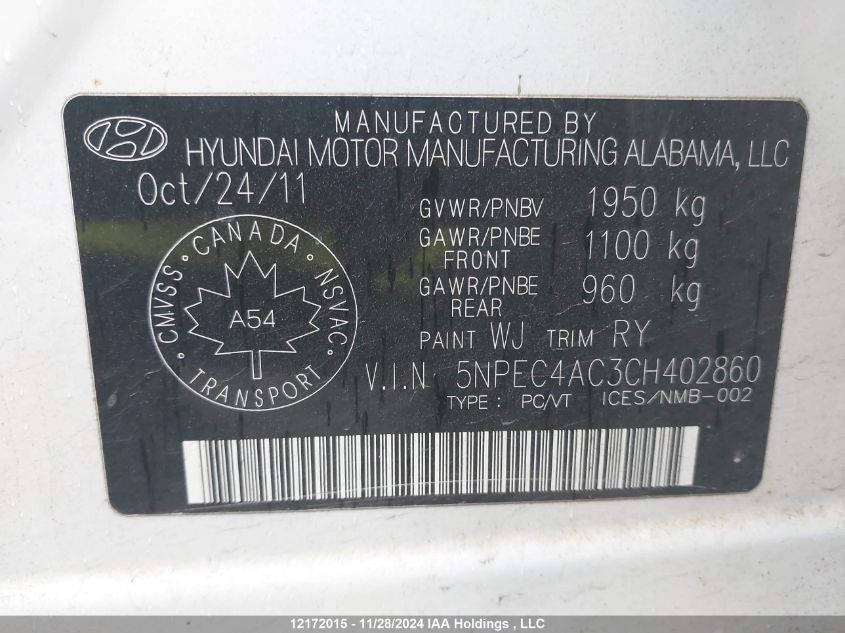 MANUFACTURED BY
HYUNDAI MOTOR MANUFACTURING ALABAMA, LLC
Oct/24/11
GVWR/PNBV 1950 kg
GAWR/PNBE FRONT 1100 kg
GAWR/PNBE REAR 960 kg
PAINT WJ TRIM RY
CMVSS CANADA NSVAC
A54
TRANSPORT
V.I.N 5NPEC4AC3CH402860
TYPE : PC/VT ICES/NMB-002
12172015 - 11/28/2024 IAA Holdings , LLC